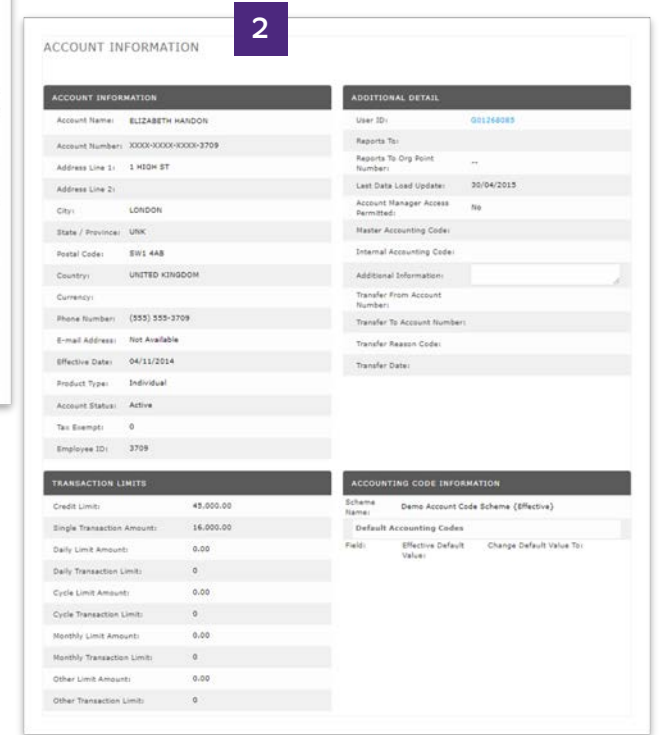 2
ACCOUNT INFORMATION
ACCOUNT INFORMATION
Account Name: ELIZABETH HANDON
Account Number: XXXX-XXXX-XXXX-3709
Address Line 1: 1 HIGH ST
Address Line 2:
City: LONDON
State / Province: UNK
Postal Code: SW1 4AB
Country: UNITED KINGDOM
Currency:
Phone Number: (555) 555-3709
E-mail Address: Not Available
Effective Date: 04/11/2014
Product Type: Individual
Account Status: Active
Tax Exempt: 0
Employee ID: 3709
ADDITIONAL DETAIL
User ID: G01268085
Reports To:
Reports To Org Point
Number: --
Last Data Load Update: 30/04/2015
Account Manager Access
Permitted: No
Master Accounting Code:
Internal Accounting Code:
Additional Information:
Transfer From Account
Number:
Transfer To Account Number:
Transfer Reason Code:
Transfer Date:
TRANSACTION LIMITS
Credit Limit: 45,000.00
Single Transaction Amount: 16,000.00
Daily Limit Amount: 0.00
Daily Transaction Limit: 0
Cycle Limit Amount: 0.00
Cycle Transaction Limit: 0
Monthly Limit Amount: 0.00
Monthly Transaction Limit: 0
Other Limit Amount: 0.00
Other Transaction Limit: 0
ACCOUNTING CODE INFORMATION
Scheme
Name: Demo Account Code Scheme (Effective)
Default Accounting Codes
Field: Effective Default Change Default Value To:
Value: